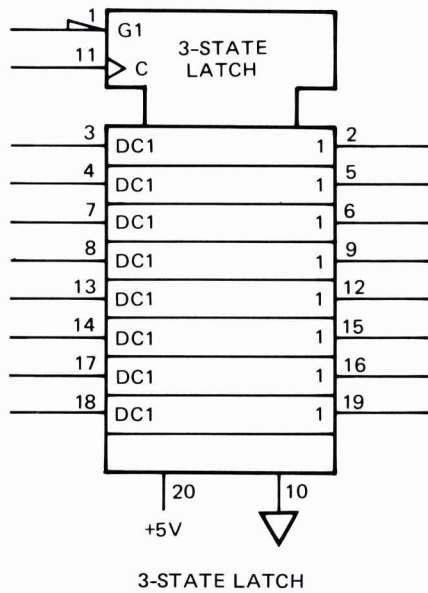 1 G1
3-STATE
11 C LATCH
3 DC1 1 2
4 DC1 1 5
7 DC1 1 6
8 DC1 1 9
13 DC1 1 12
14 DC1 1 15
17 DC1 1 16
18 DC1 1 19
20 10
+5V
3-STATE LATCH